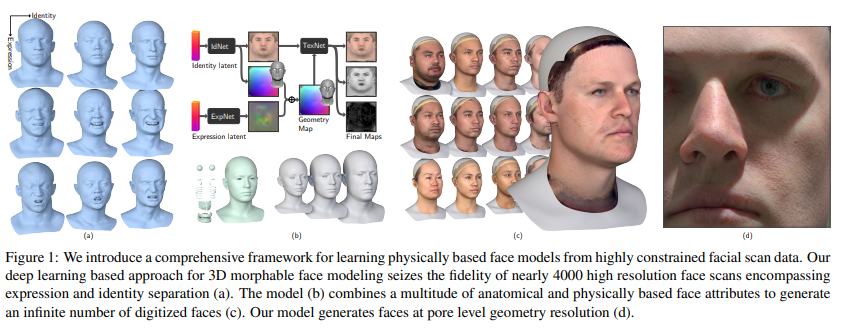 Identity
Expression
IdNet
TexNet
Identity latent
ExpNet
Geometry
Map
Expression latent
Final Maps
(a)
(b)
(c)
(d)
Figure 1: We introduce a comprehensive framework for learning physically based face models from highly constrained facial scan data. Our
deep learning based approach for 3D morphable face modeling seizes the fidelity of nearly 4000 high resolution face scans encompassing
expression and identity separation (a). The model (b) combines a multitude of anatomical and physically based face attributes to generate
an infinite number of digitized faces (c). Our model generates faces at pore level geometry resolution (d).